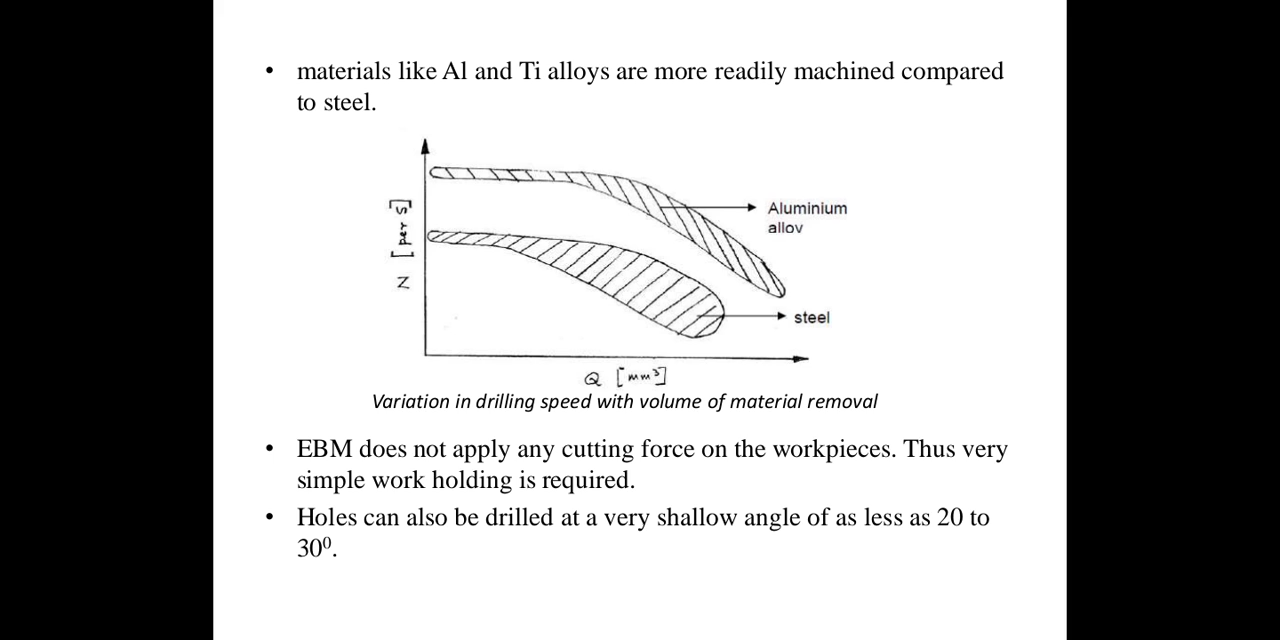 • materials like Al and Ti alloys are more readily machined compared
to steel.
N [per s]
Aluminium
allov
steel
Q [mm³]
Variation in drilling speed with volume of material removal
• EBM does not apply any cutting force on the workpieces. Thus very
simple work holding is required.
• Holes can also be drilled at a very shallow angle of as less as 20 to
30⁰.